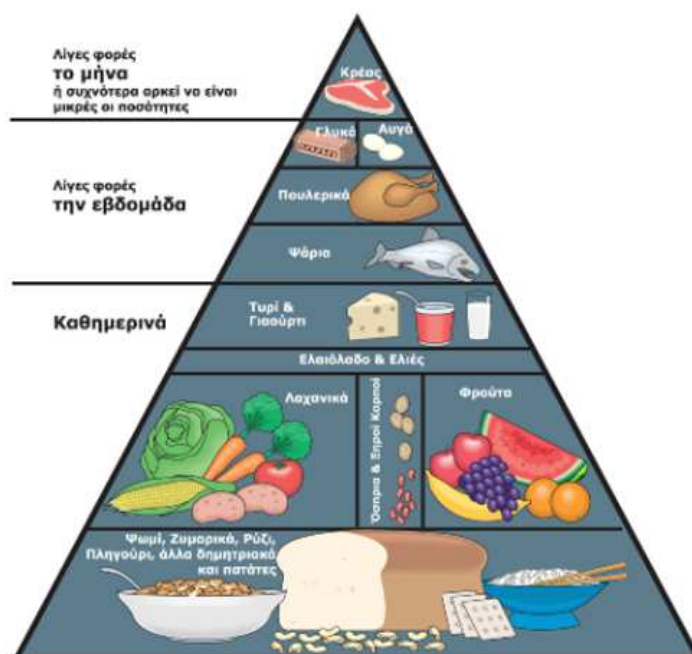 Λίγες φορές
το μήνα
ή συχνότερα αρκεί να είναι
μικρές οι ποσότητες
Κρέας
Γλυκά
Αυγά
Λίγες φορές
την εβδομάδα
Πουλερικά
Ψάρια
Καθημερινά
Τυρί &
Γιαούρτι
Ελαιόλαδο & Ελιές
Λαχανικά
Όσπρια & Ξηροί Καρποί
Φρούτα
Ψωμί, Ζυμαρικά, Ρύζι,
Πληγούρι, άλλα δημητριακά
και πατάτες